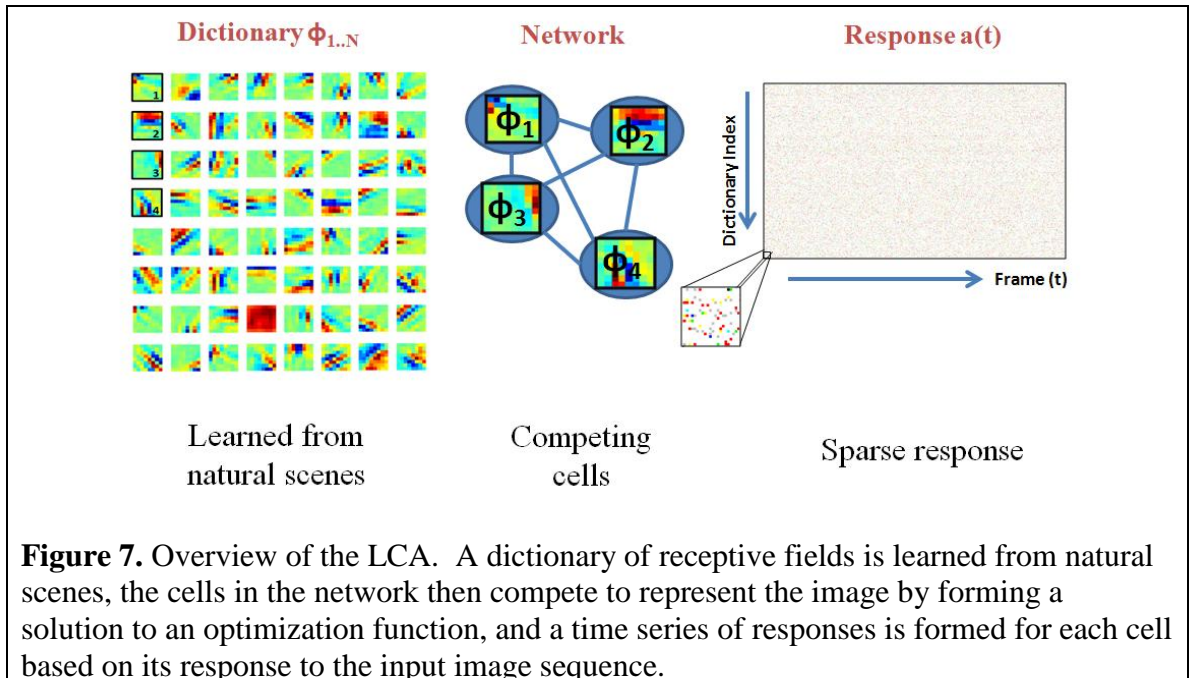 Dictionary ϕ1..N
Network
Response a(t)
1
2
3
4
ϕ1
ϕ2
ϕ3
ϕ4
Dictionary Index
Frame (t)
Learned from
natural scenes
Competing
cells
Sparse response
Figure 7. Overview of the LCA. A dictionary of receptive fields is learned from natural
scenes, the cells in the network then compete to represent the image by forming a
solution to an optimization function, and a time series of responses is formed for each cell
based on its response to the input image sequence.